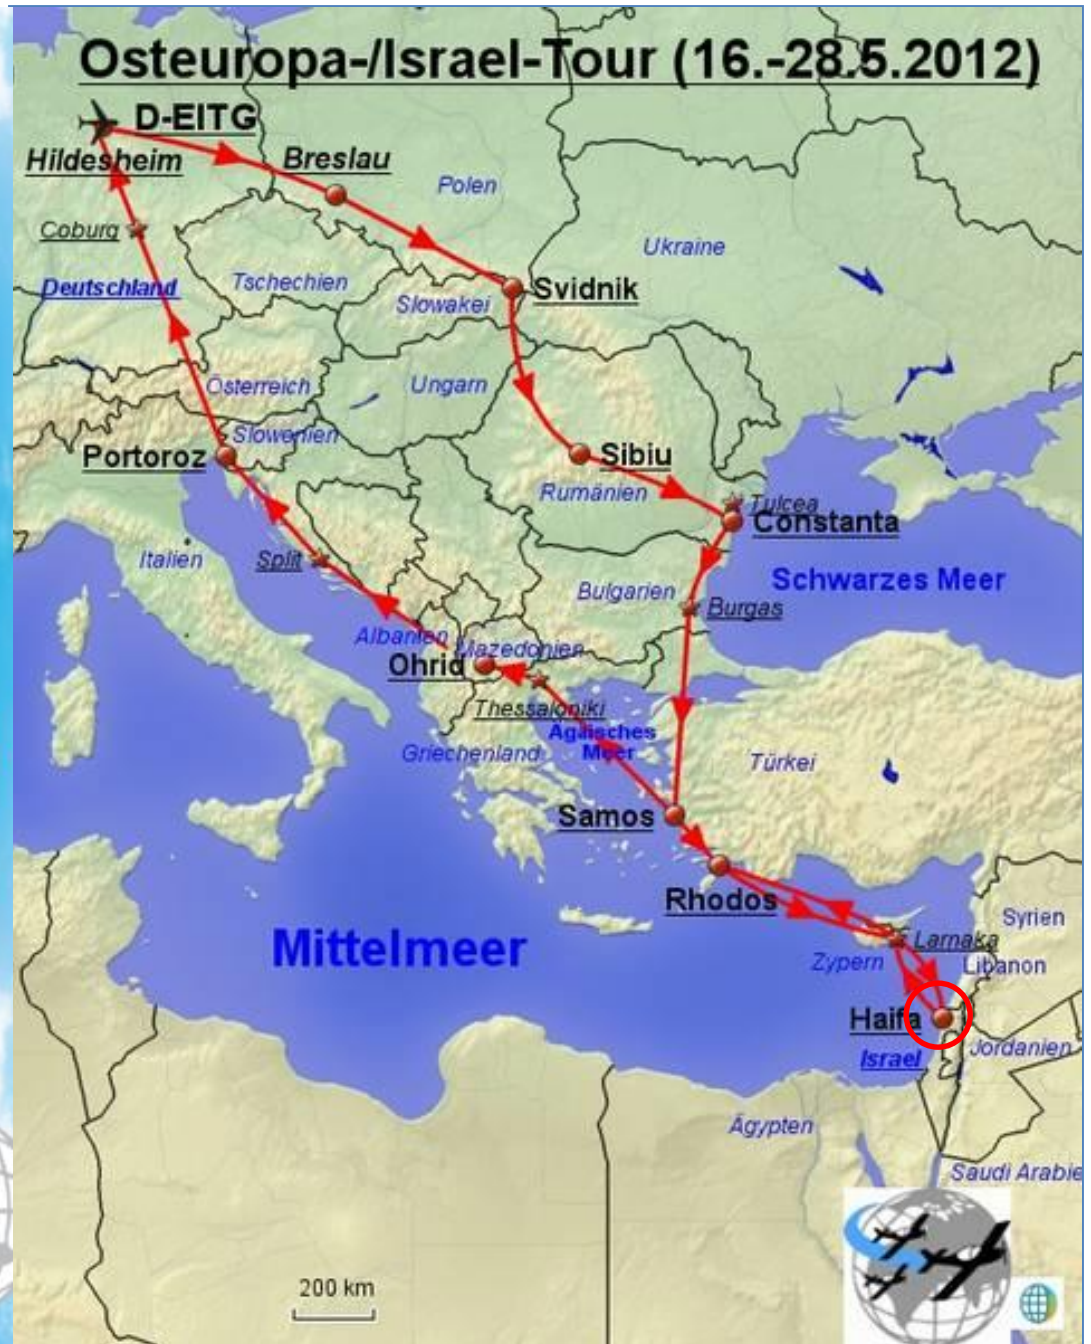 Osteuropa-/Israel-Tour (16.-28.5.2012)
D-EITG
Hildesheim
Breslau
Polen
Coburg
Ukraine
Deutschland
Tschechien
Slowakei
Svidnik
Österreich
Ungarn
Slowenien
Portoroz
Sibiu
Rumänien
Tulcea
Constanta
Italien
Split
Schwarzes Meer
Bulgarien
Burgas
Albanien
Mazedonien
Ohrid
Thessaloniki
Ägäisches
Meer
Griechenland
Türkei
Samos
Rhodos
Syrien
Mittelmeer
Larnaka
Zypern
Libanon
Haifa
Jordanien
Israel
Ägypten
Saudi Arabie
200 km